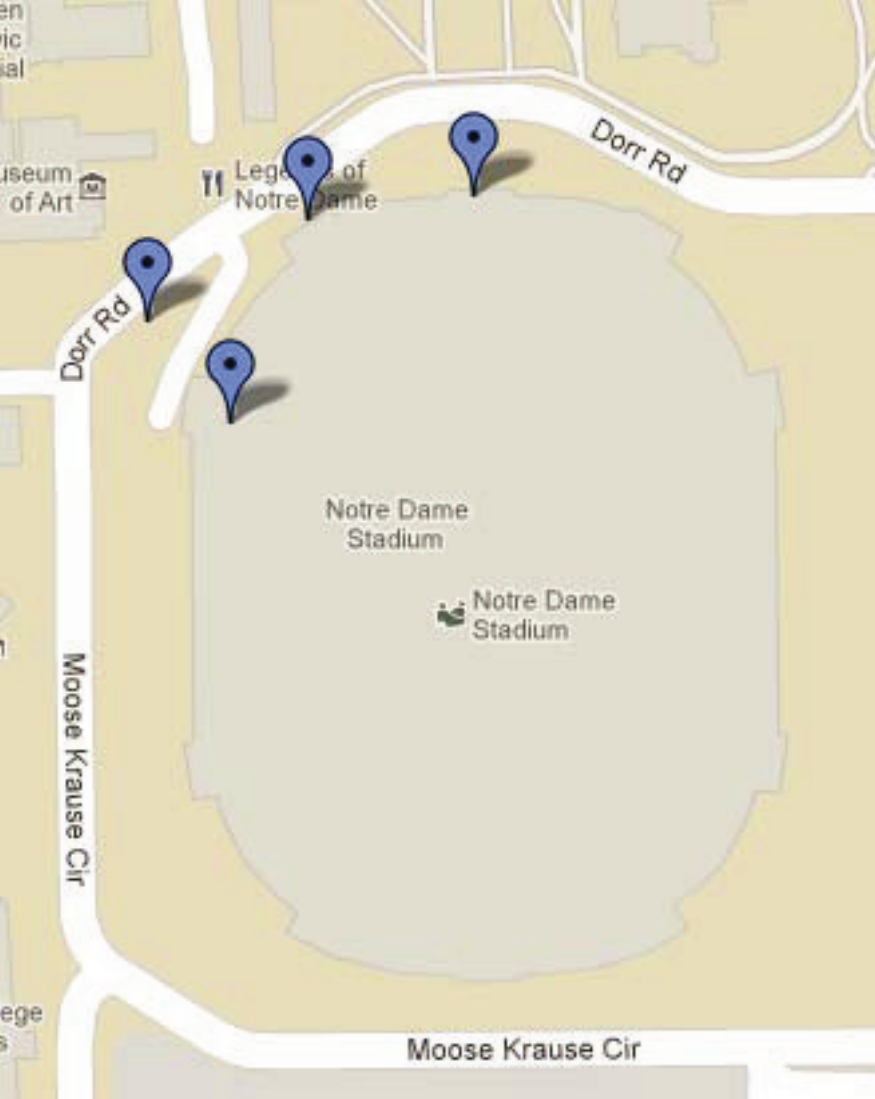 Dorr Rd
useum
of Art
Legends of
Notre Dame
Dorr Rd
Notre Dame
Stadium
Notre Dame
Stadium
Moose Krause Cir
ege
s
Moose Krause Cir